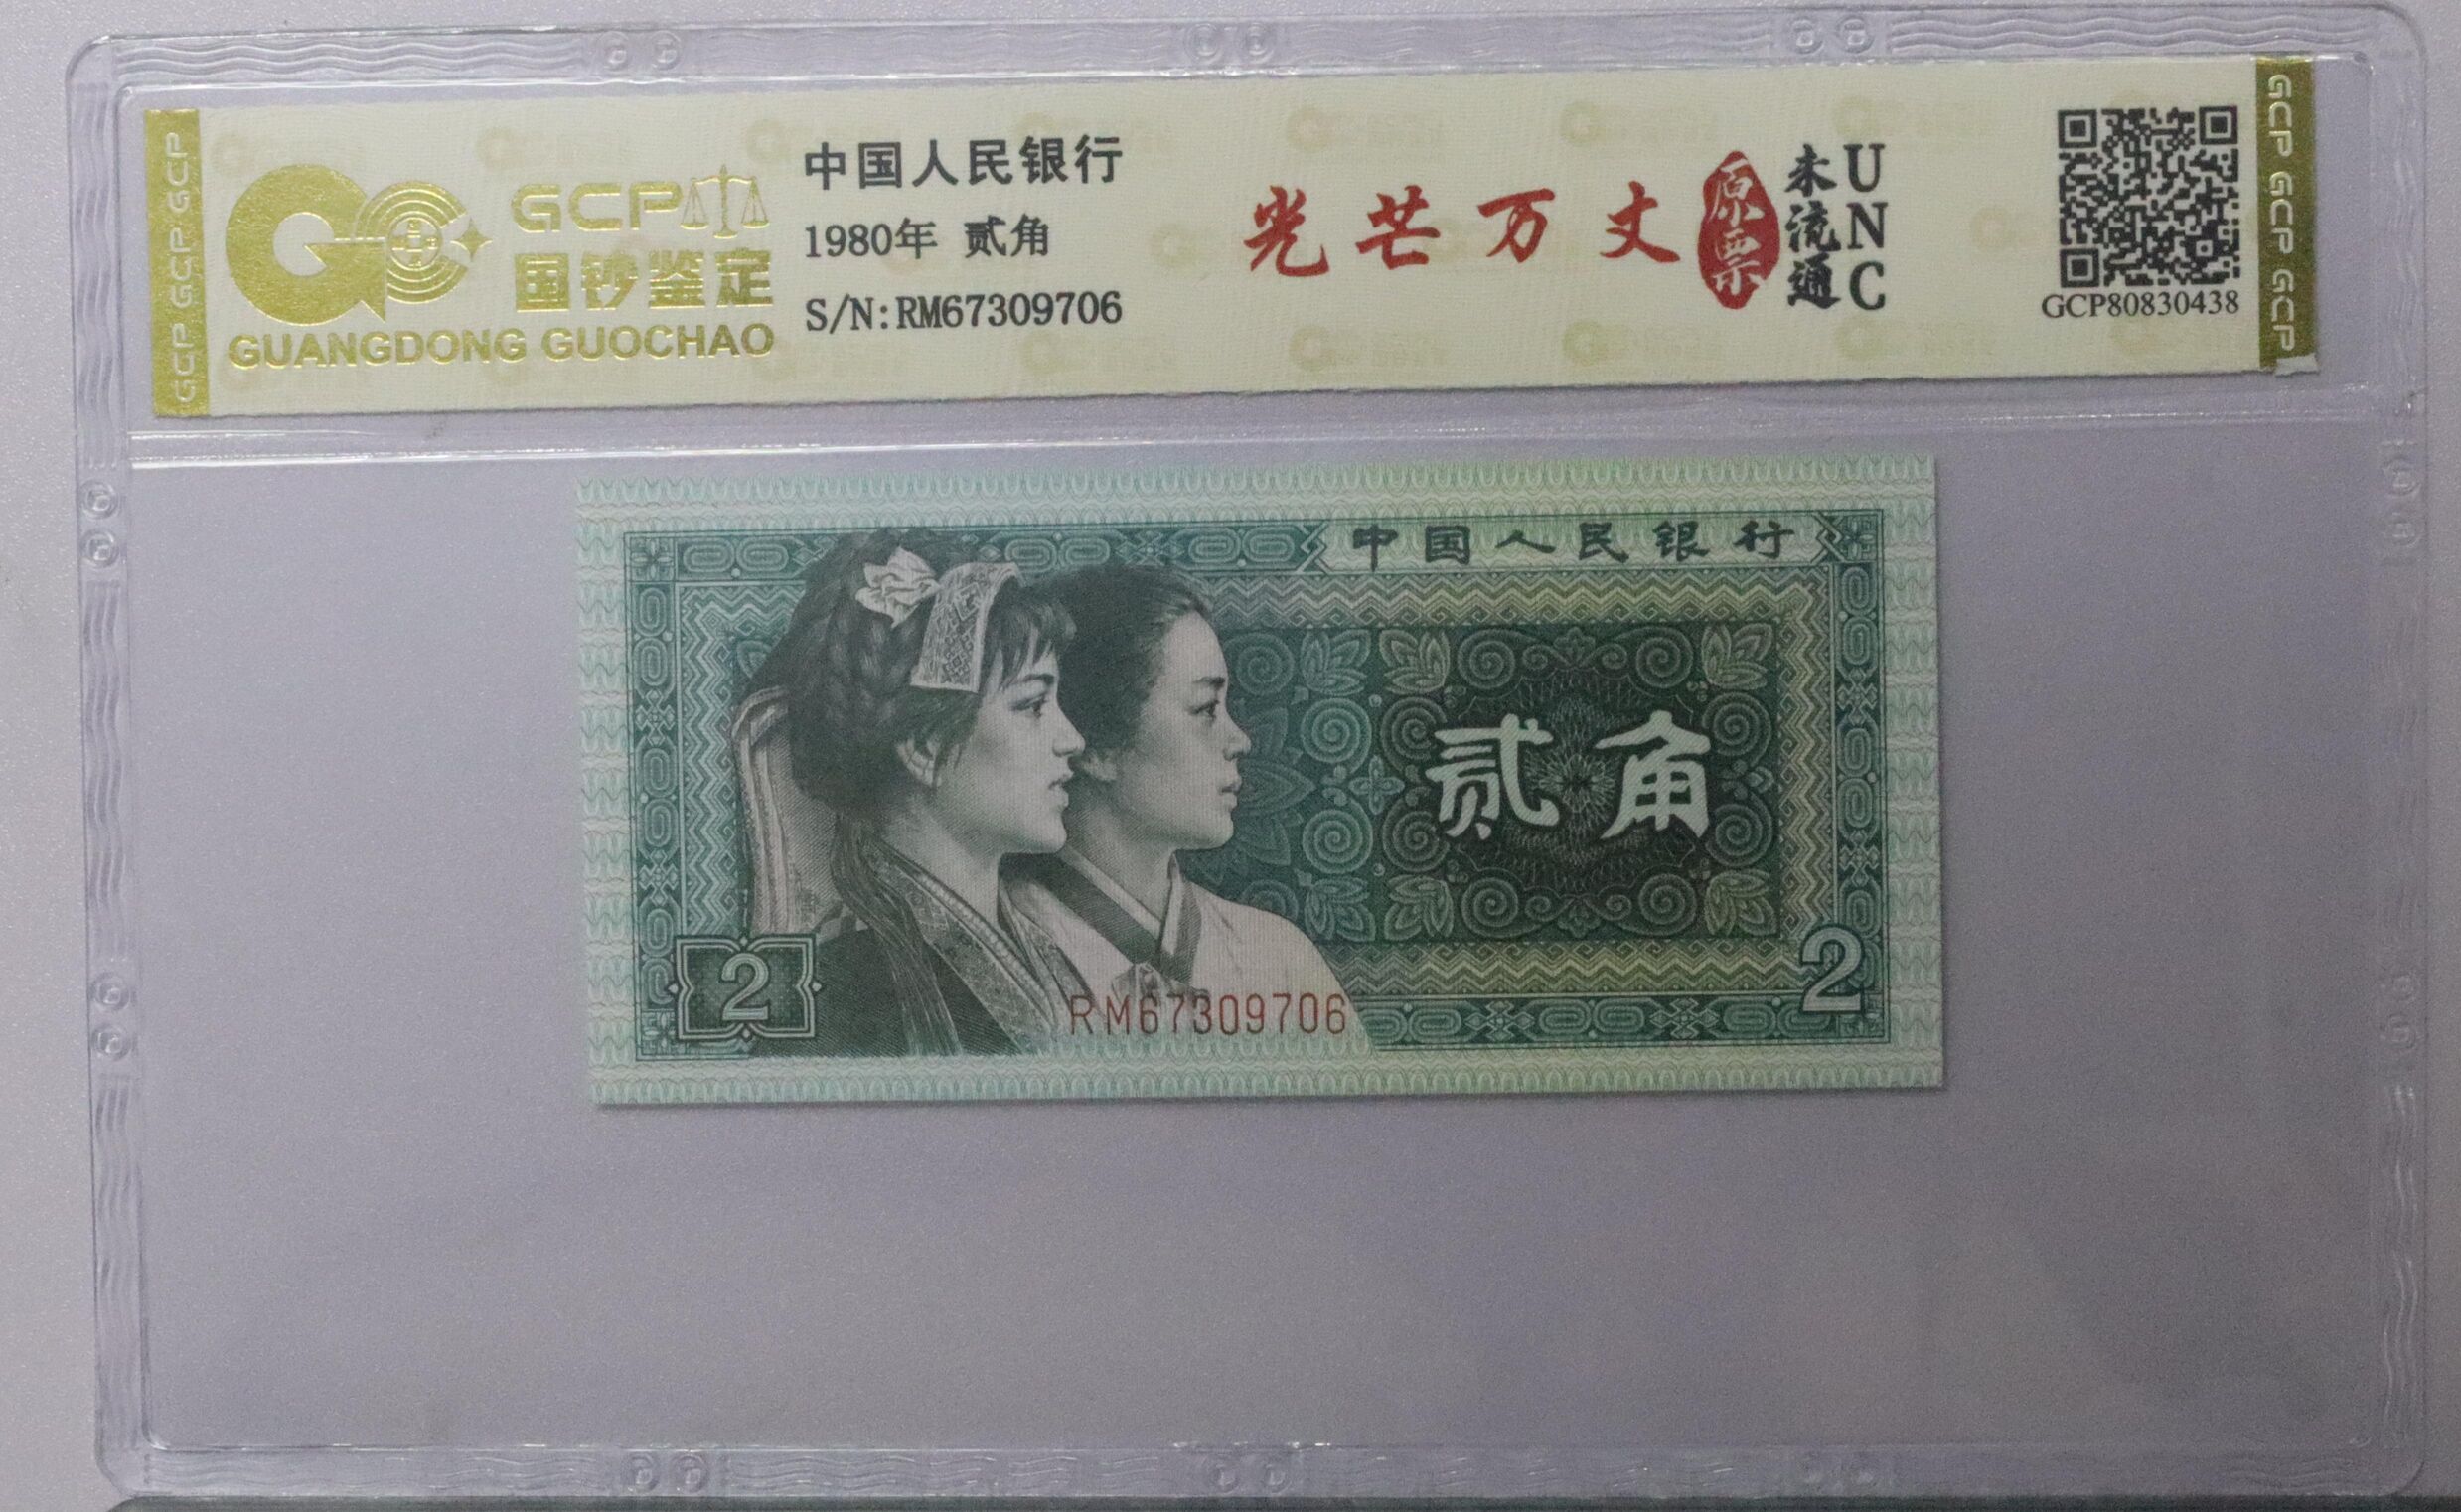 GCP GCP GCP
GCP
国钞鉴定
GUANGDONG GUOCHAO
中国人民银行
1980年 贰角
S/N:RM67309706
光芒万丈
原票
未流通
UNC
GCP80830438
GCP GCP GCP GCP
中国人民银行
贰角
2
2
RM67309706